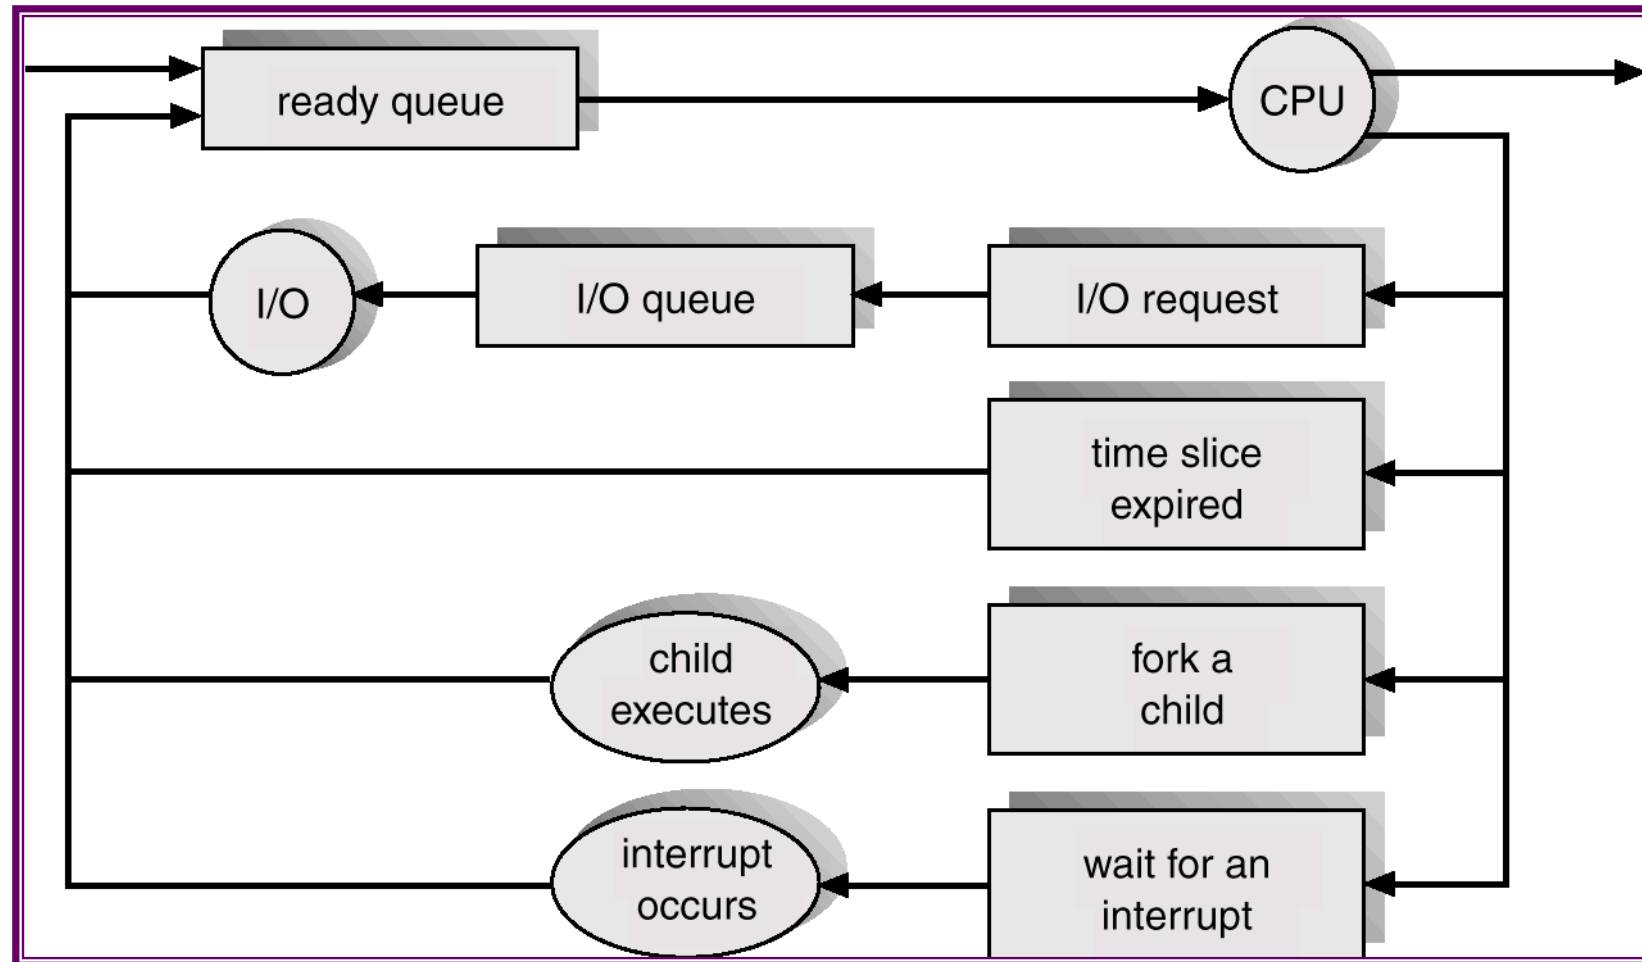 ready queue
CPU
I/O
I/O queue
I/O request
time slice
expired
child
executes
fork a
child
interrupt
occurs
wait for an
interrupt